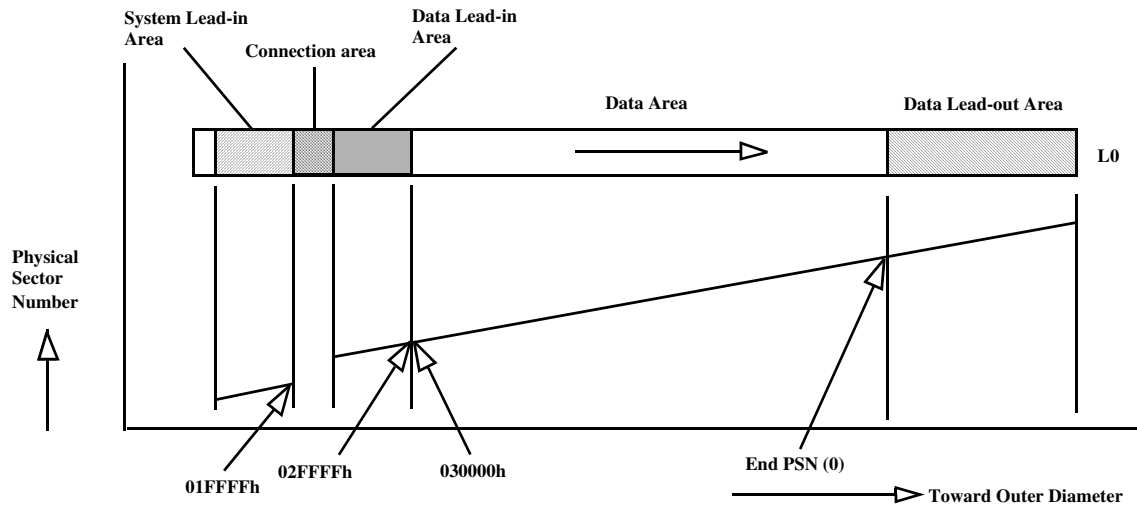 System Lead-in
Area
Connection area
Data Lead-in
Area
Data Area
Data Lead-out Area
L0
Physical
Sector
Number
01FFFFh
02FFFFh
030000h
End PSN (0)
Toward Outer Diameter